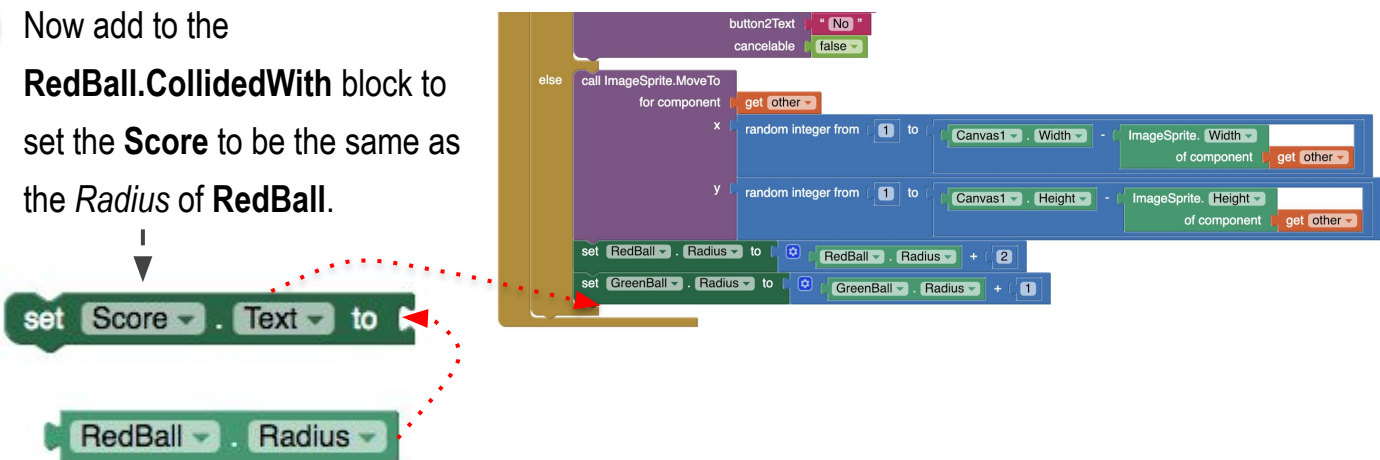 Now add to the
RedBall.CollidedWith block to
set the Score to be the same as
the Radius of RedBall.
set Score . Text to
RedBall . Radius
button2Text " No "
cancelable false
else call ImageSprite.MoveTo
for component get other
x random integer from 1 to Canvas1 . Width - ImageSprite. Width
of component get other
y random integer from 1 to Canvas1 . Height - ImageSprite. Height
of component get other
set RedBall . Radius to RedBall . Radius + 2
set GreenBall . Radius to GreenBall . Radius + 1